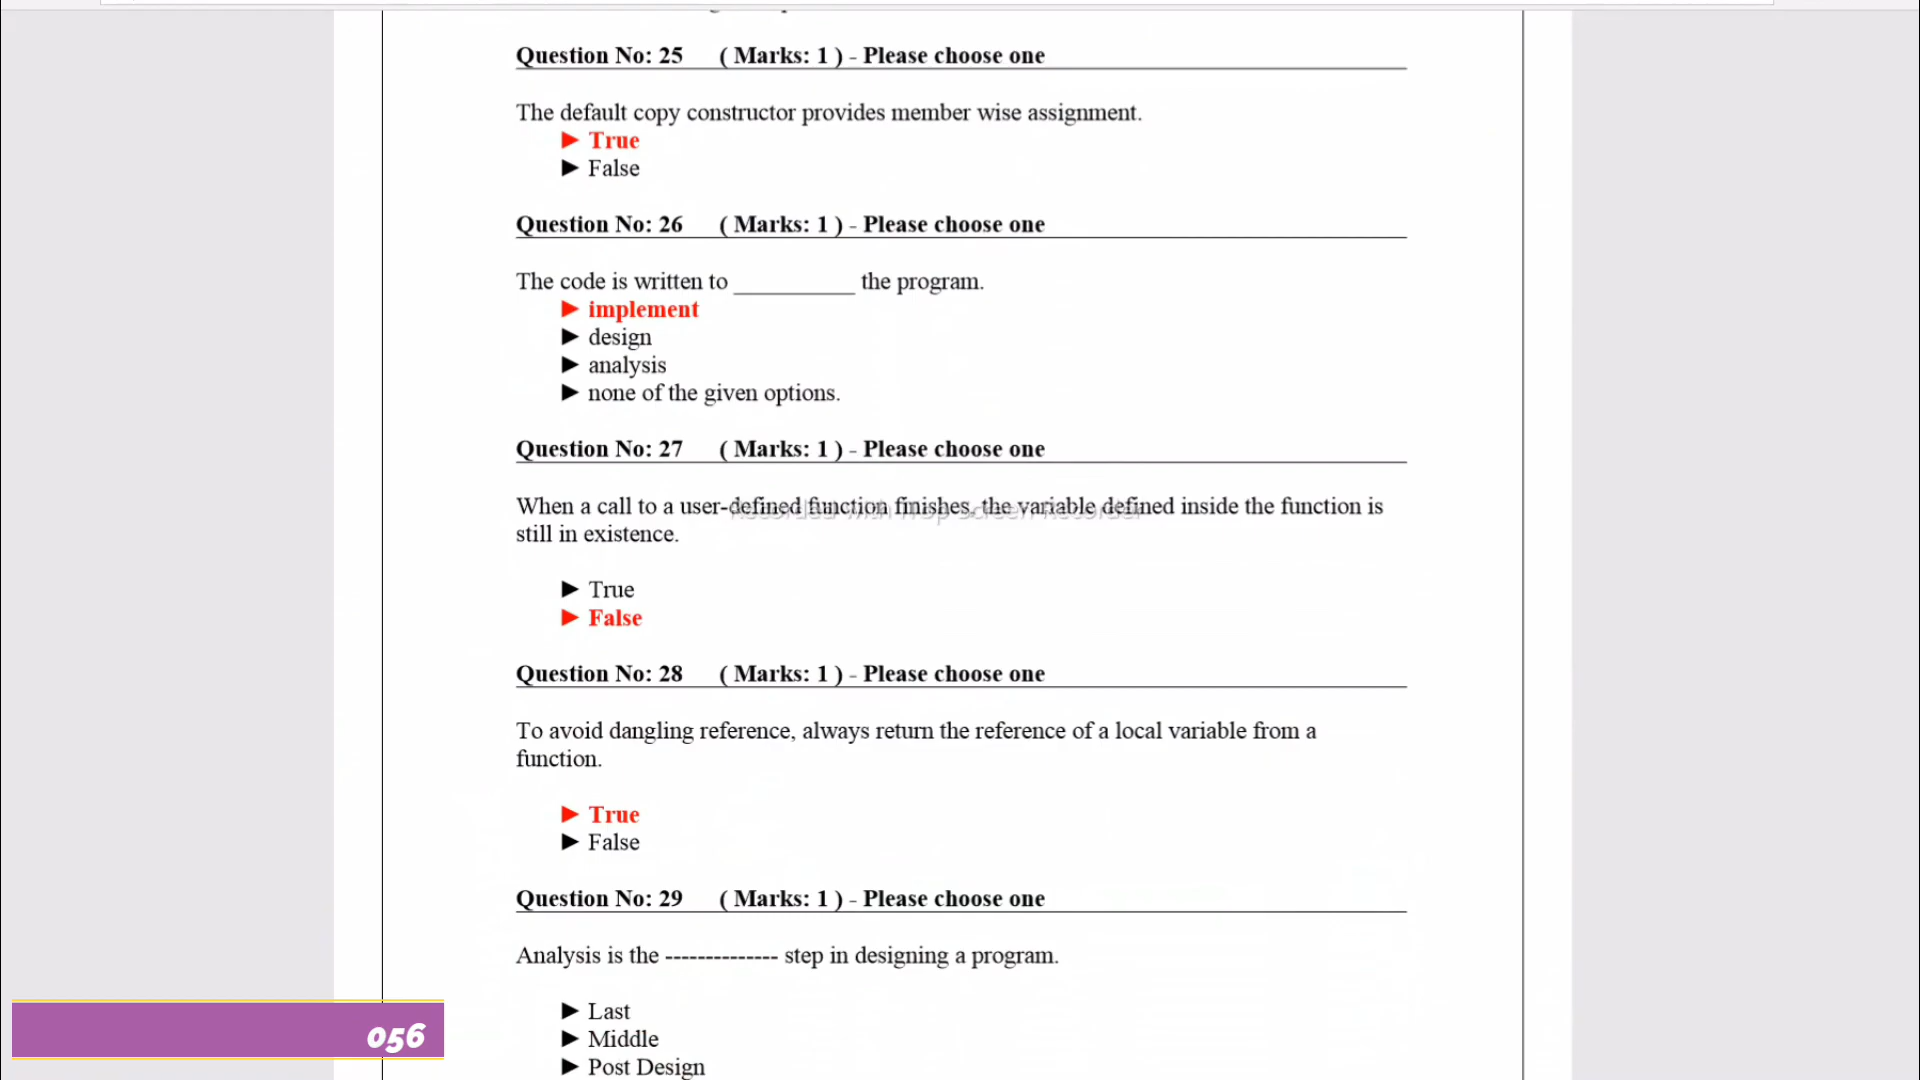 Question No: 25 ( Marks: 1 ) - Please choose one
The default copy constructor provides member wise assignment.
► True
► False
Question No: 26 ( Marks: 1 ) - Please choose one
The code is written to __________ the program.
► implement
► design
► analysis
► none of the given options.
Question No: 27 ( Marks: 1 ) - Please choose one
When a call to a user-defined function finishes, the variable defined inside the function is
still in existence.
Recorded with iTop Screen Recorder
► True
► False
Question No: 28 ( Marks: 1 ) - Please choose one
To avoid dangling reference, always return the reference of a local variable from a
function.
► True
► False
Question No: 29 ( Marks: 1 ) - Please choose one
Analysis is the -------------- step in designing a program.
► Last
► Middle
► Post Design
056